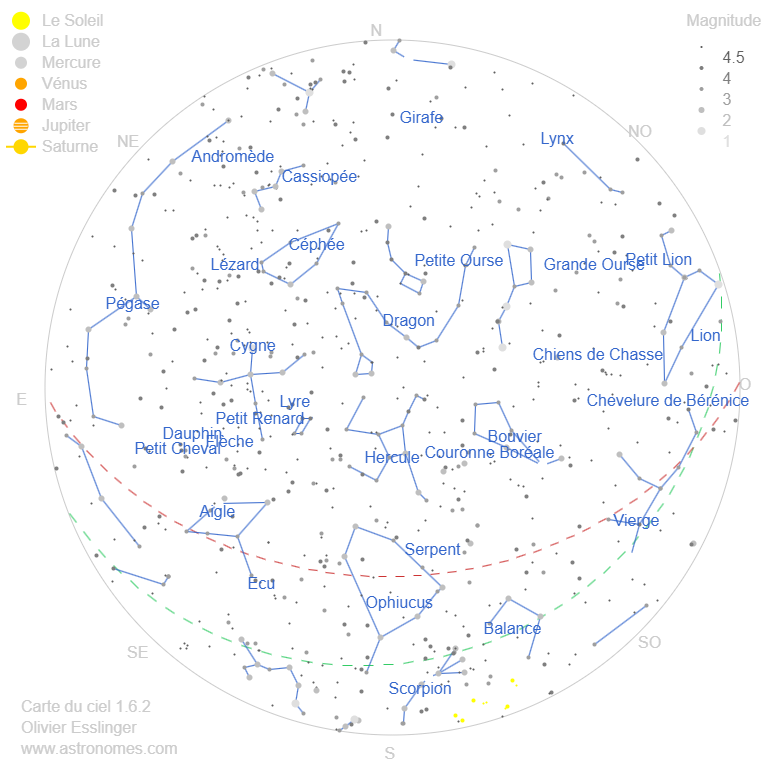 Le Soleil
La Lune
Mercure
Vénus
Mars
Jupiter
Saturne
N
Magnitude
4.5
4
3
2
1
Girafe
NE
NO
Andromède
Lynx
Cassiopée
Céphée
Lézard
Petite Ourse
Grande Ourse
Petit Lion
Pégase
Dragon
Lion
Cygne
Chiens de Chasse
E
O
Lyre
Chévelure de Bérénice
Petit Renard
Dauphin
Flèche
Petit Cheval
Bouvier
Couronne Boréale
Hercule
Aigle
Vierge
Serpent
Ecu
Ophiucus
Balance
SE
SO
Scorpion
Carte du ciel 1.6.2
Olivier Esslinger
www.astronomes.com
S